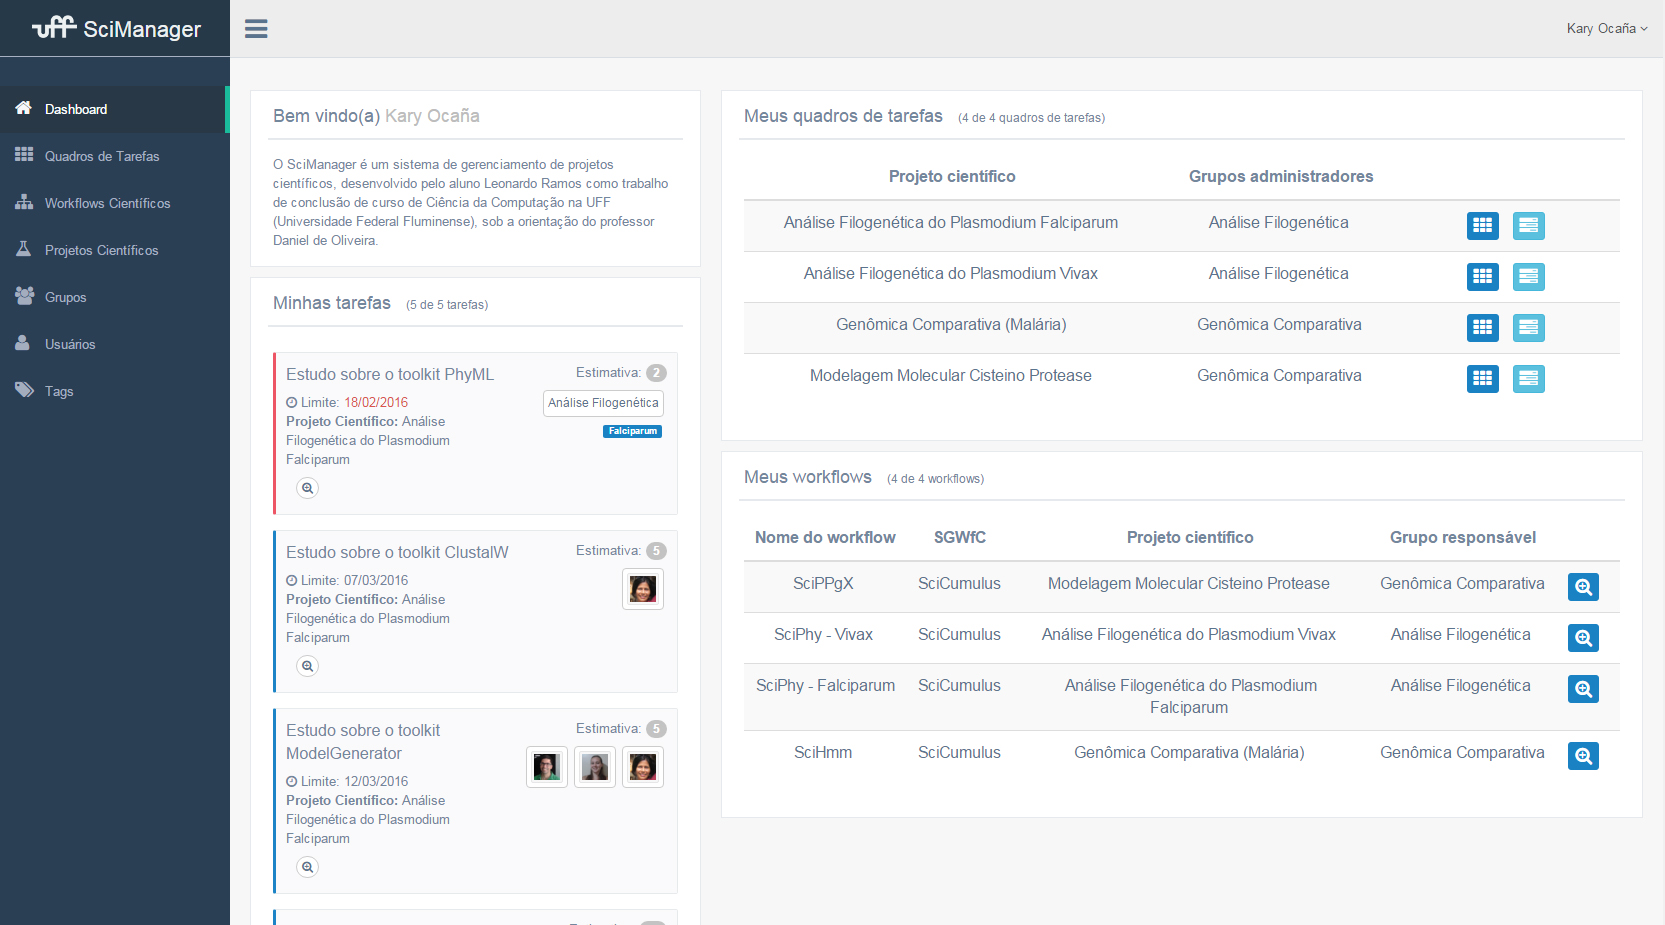 uff SciManager
Kary Ocaña
Dashboard
Quadros de Tarefas
Workflows Científicos
Projetos Científicos
Grupos
Usuários
Tags
Bem vindo(a) Kary Ocaña
O SciManager é um sistema de gerenciamento de projetos
científicos, desenvolvido pelo aluno Leonardo Ramos como trabalho
de conclusão de curso de Ciência da Computação na UFF
(Universidade Federal Fluminense), sob a orientação do professor
Daniel de Oliveira.
Minhas tarefas (5 de 5 tarefas)
Estudo sobre o toolkit PhyML
Estimativa: 2
Limite: 18/02/2016
Análise Filogenética
Projeto Científico: Análise
Filogenética do Plasmodium
Falciparum
Falciparum
Estudo sobre o toolkit ClustalW
Estimativa: 5
Limite: 07/03/2016
Projeto Científico: Análise
Filogenética do Plasmodium
Falciparum
Estudo sobre o toolkit
ModelGenerator
Estimativa: 5
Limite: 12/03/2016
Projeto Científico: Análise
Filogenética do Plasmodium
Falciparum
Meus quadros de tarefas (4 de 4 quadros de tarefas)
Projeto científico Grupos administradores
Análise Filogenética do Plasmodium Falciparum Análise Filogenética
Análise Filogenética do Plasmodium Vivax Análise Filogenética
Genômica Comparativa (Malária) Genômica Comparativa
Modelagem Molecular Cisteino Protease Genômica Comparativa
Meus workflows (4 de 4 workflows)
Nome do workflow SGWfC Projeto científico Grupo responsável
SciPPgX SciCumulus Modelagem Molecular Cisteino Protease Genômica Comparativa
SciPhy - Vivax SciCumulus Análise Filogenética do Plasmodium Vivax Análise Filogenética
SciPhy - Falciparum SciCumulus Análise Filogenética do Plasmodium Análise Filogenética
Falciparum
SciHmm SciCumulus Genômica Comparativa (Malária) Genômica Comparativa